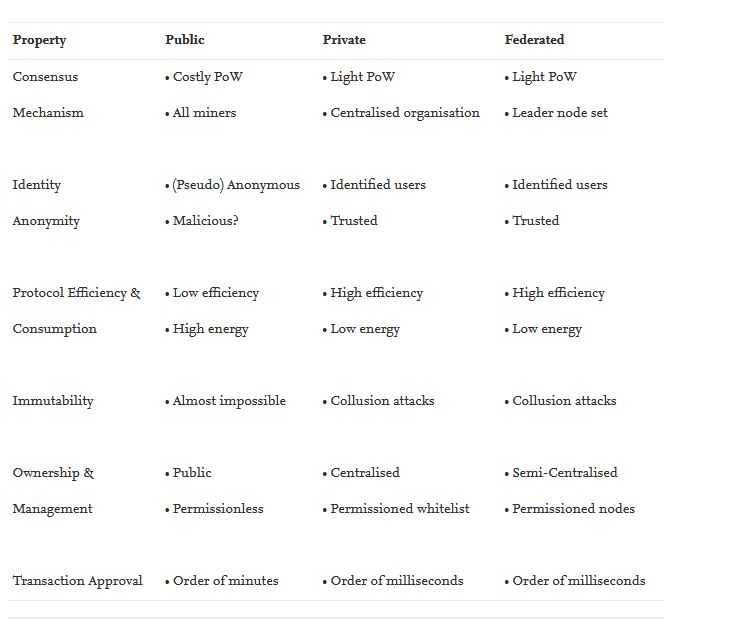 Property Public Private Federated
Consensus • Costly PoW • Light PoW • Light PoW
Mechanism • All miners • Centralised organisation • Leader node set
Identity • (Pseudo) Anonymous • Identified users • Identified users
Anonymity • Malicious? • Trusted • Trusted
Protocol Efficiency & • Low efficiency • High efficiency • High efficiency
Consumption • High energy • Low energy • Low energy
Immutability • Almost impossible • Collusion attacks • Collusion attacks
Ownership & • Public • Centralised • Semi-Centralised
Management • Permissionless • Permissioned whitelist • Permissioned nodes
Transaction Approval • Order of minutes • Order of milliseconds • Order of milliseconds